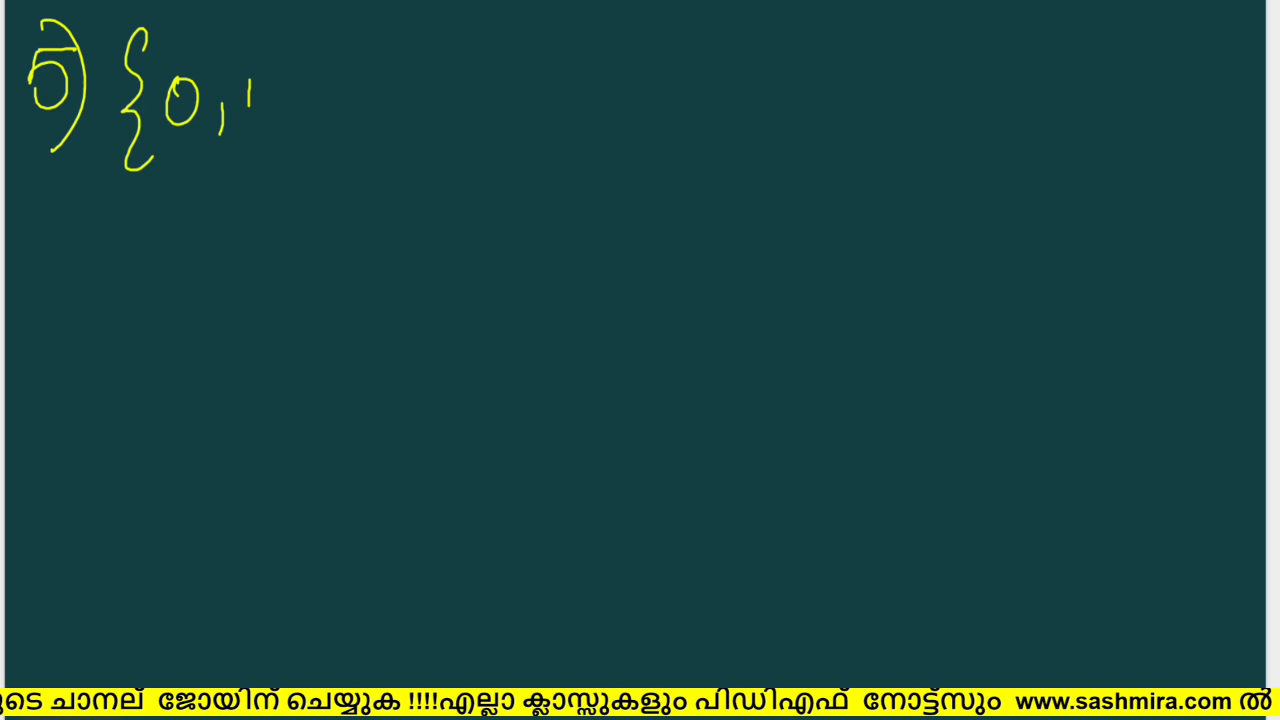 5) {0, 1
ുടെ ചാനല് ജോയിന് ചെയ്യുക !!!!എല്ലാ ക്ലാസ്സുകളും പിഡിഎഫ് നോട്ട്സും www.sashmira.com ൽ